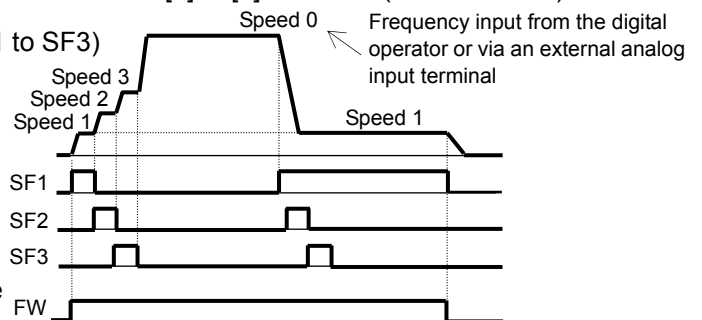 Speed 0
Frequency input from the digital
operator or via an external analog
input terminal
to SF3)
Speed 3
Speed 2
Speed 1
Speed 1
SF1
SF2
SF3
FW